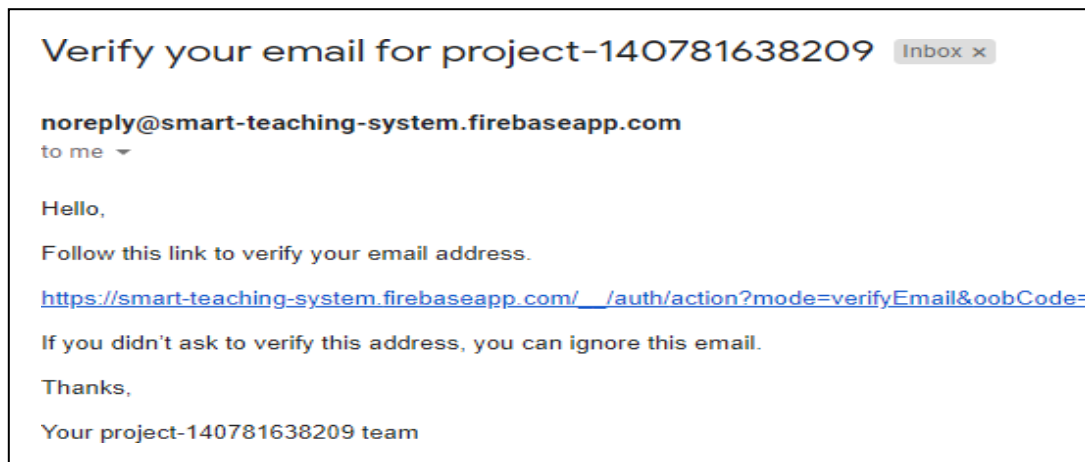 Verify your email for project-140781638209 Inbox ×
noreply@smart-teaching-system.firebaseapp.com
to me
Hello,
Follow this link to verify your email address.
https://smart-teaching-system.firebaseapp.com/__/auth/action?mode=verifyEmail&oobCode=
If you didn't ask to verify this address, you can ignore this email.
Thanks,
Your project-140781638209 team